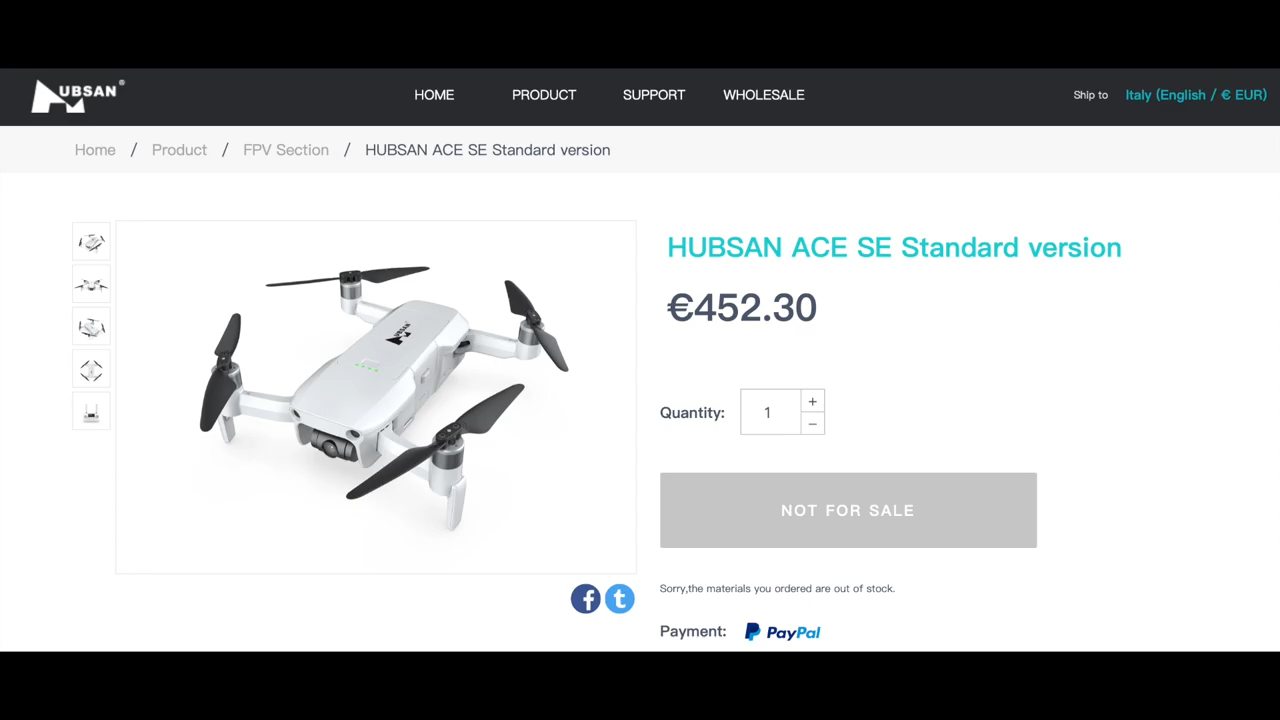 UBSAN®
HOME PRODUCT SUPPORT WHOLESALE Ship to Italy (English / € EUR)
Home / Product / FPV Section / HUBSAN ACE SE Standard version
HUBSAN ACE SE Standard version
€452.30
UBSAN
Quantity: 1 + −
NOT FOR SALE
Sorry,the materials you ordered are out of stock.
f t
Payment: PayPal